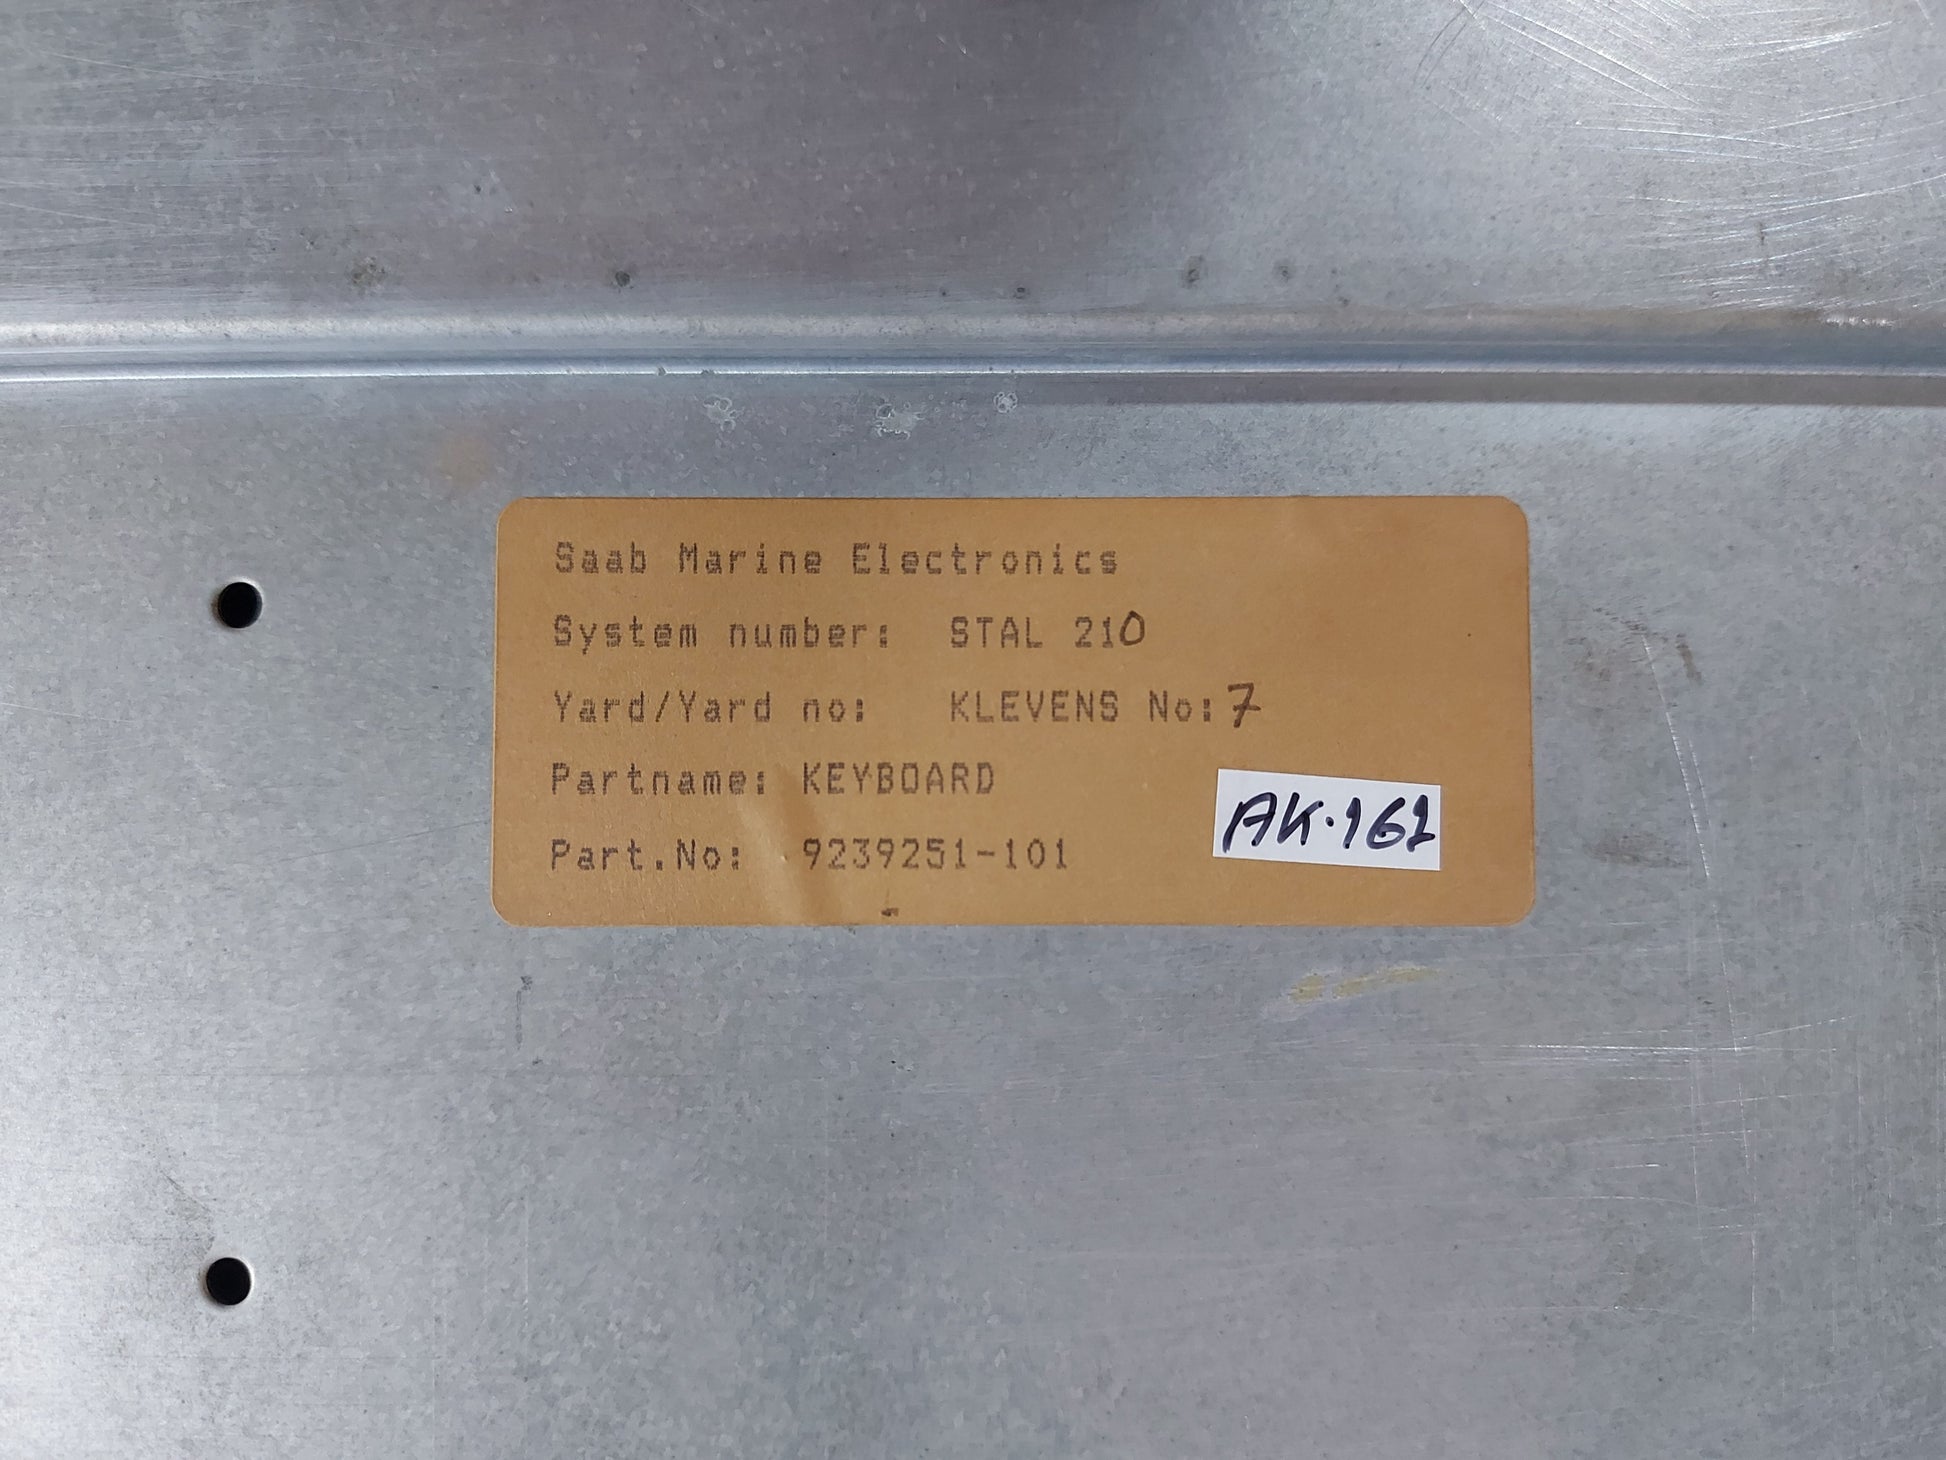 Saab Marine Electronics
System number: STAL 210
Yard/Yard no: KLEVENS No:7
Partname: KEYBOARD
Part.No: 9239251-101
AK.161